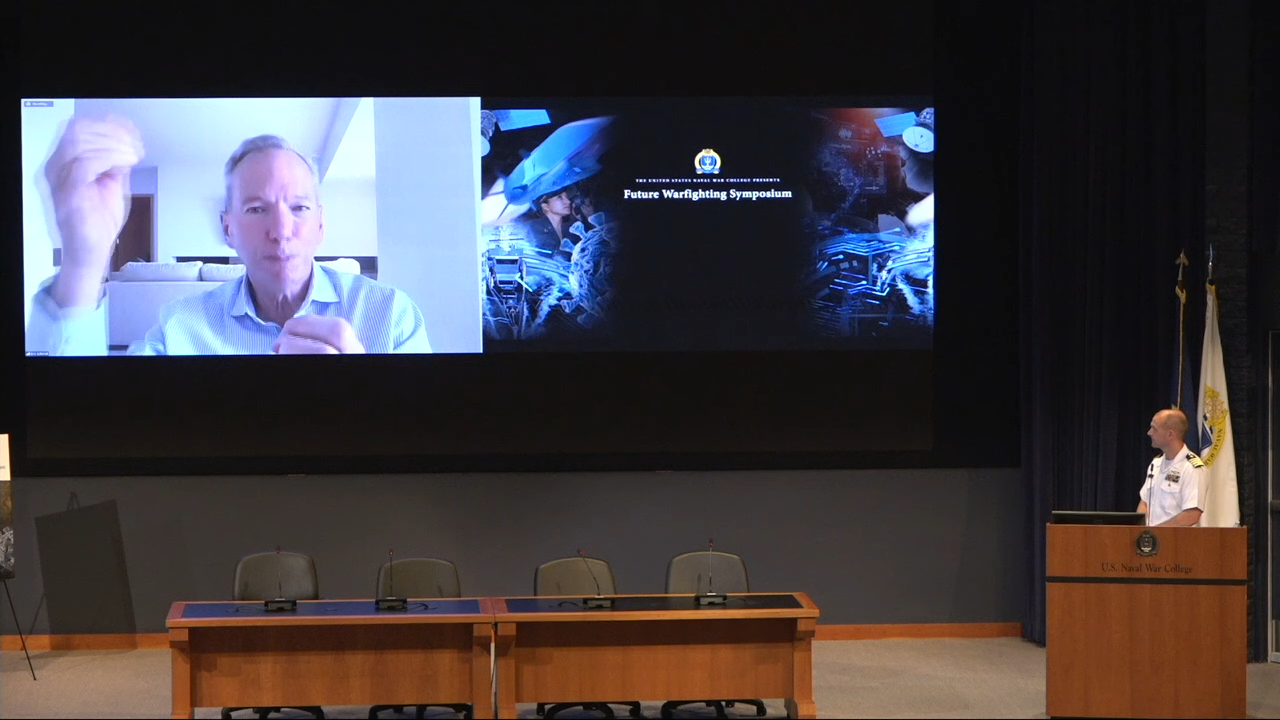 THE UNITED STATES NAVAL WAR COLLEGE PRESENTS
Future Warfighting Symposium
U.S. Naval War College